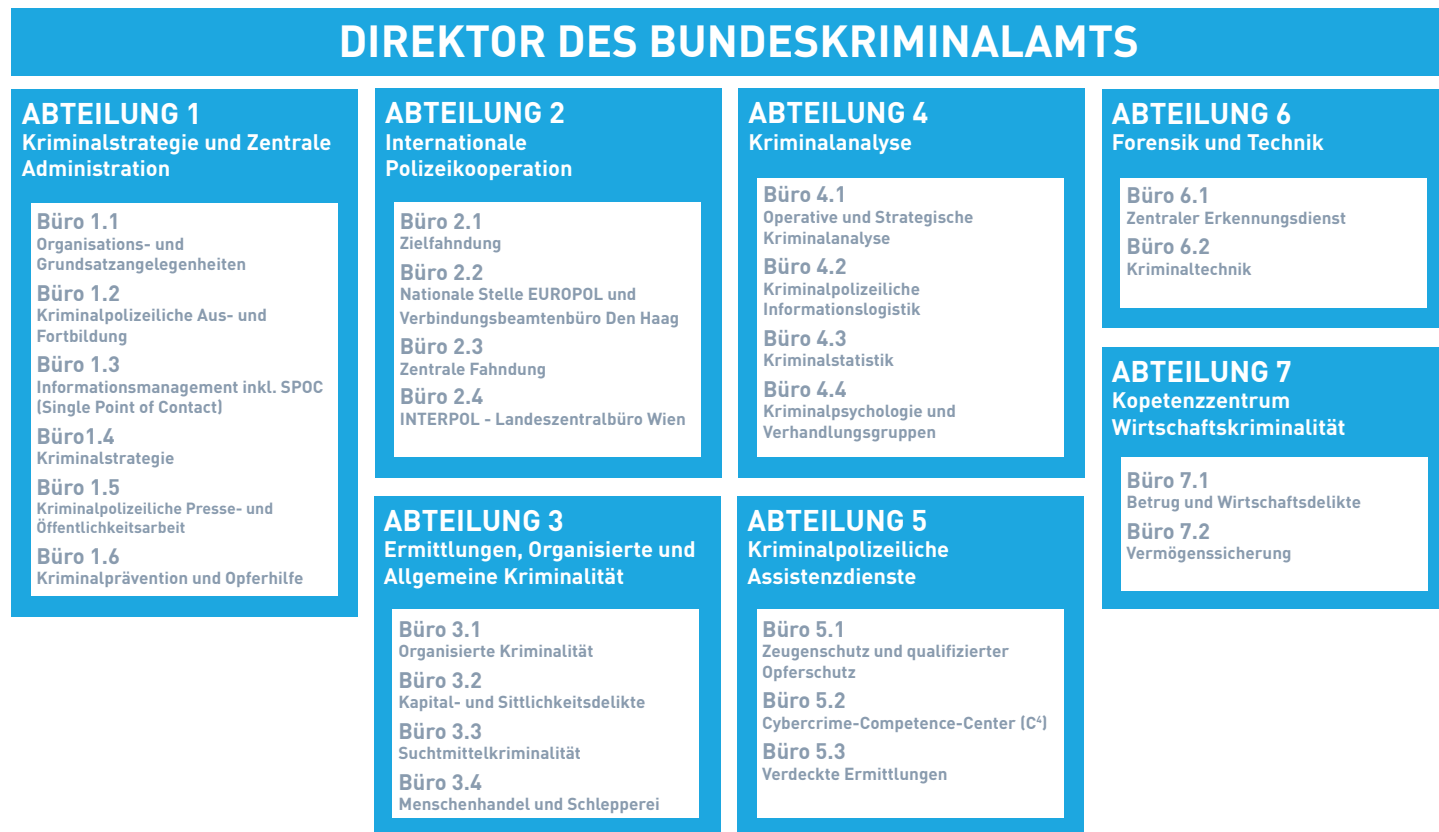 DIREKTOR DES BUNDESKRIMINALAMTS
ABTEILUNG 1
Kriminalstrategie und Zentrale
Administration
Büro 1.1
Organisations- und
Grundsatzangelegenheiten
Büro 1.2
Kriminalpolizeiliche Aus- und
Fortbildung
Büro 1.3
Informationsmanagement inkl. SPOC
(Single Point of Contact)
Büro1.4
Kriminalstrategie
Büro 1.5
Kriminalpolizeiliche Presse- und
Öffentlichkeitsarbeit
Büro 1.6
Kriminalprävention und Opferhilfe
ABTEILUNG 2
Internationale
Polizeikooperation
Büro 2.1
Zielfahndung
Büro 2.2
Nationale Stelle EUROPOL und
Verbindungsbeamtenbüro Den Haag
Büro 2.3
Zentrale Fahndung
Büro 2.4
INTERPOL - Landeszentralbüro Wien
ABTEILUNG 3
Ermittlungen, Organisierte und
Allgemeine Kriminalität
Büro 3.1
Organisierte Kriminalität
Büro 3.2
Kapital- und Sittlichkeitsdelikte
Büro 3.3
Suchtmittelkriminalität
Büro 3.4
Menschenhandel und Schlepperei
ABTEILUNG 4
Kriminalanalyse
Büro 4.1
Operative und Strategische
Kriminalanalyse
Büro 4.2
Kriminalpolizeiliche
Informationslogistik
Büro 4.3
Kriminalstatistik
Büro 4.4
Kriminalpsychologie und
Verhandlungsgruppen
ABTEILUNG 5
Kriminalpolizeiliche
Assistenzdienste
Büro 5.1
Zeugenschutz und qualifizierter
Opferschutz
Büro 5.2
Cybercrime-Competence-Center (C⁴)
Büro 5.3
Verdeckte Ermittlungen
ABTEILUNG 6
Forensik und Technik
Büro 6.1
Zentraler Erkennungsdienst
Büro 6.2
Kriminaltechnik
ABTEILUNG 7
Kopetenzzentrum
Wirtschaftskriminalität
Büro 7.1
Betrug und Wirtschaftsdelikte
Büro 7.2
Vermögenssicherung